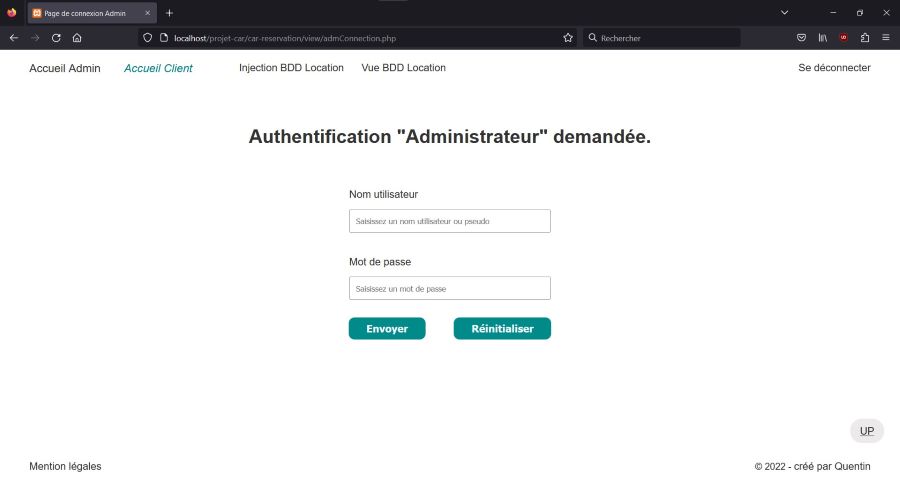 Page de connexion Admin
localhost/projet-car/car-reservation/view/admConnection.php
Rechercher
Accueil Admin Accueil Client Injection BDD Location Vue BDD Location Se déconnecter
Authentification "Administrateur" demandée.
Nom utilisateur
Saisissez un nom utilisateur ou pseudo
Mot de passe
Saisissez un mot de passe
Envoyer Réinitialiser
UP
Mention légales © 2022 - créé par Quentin